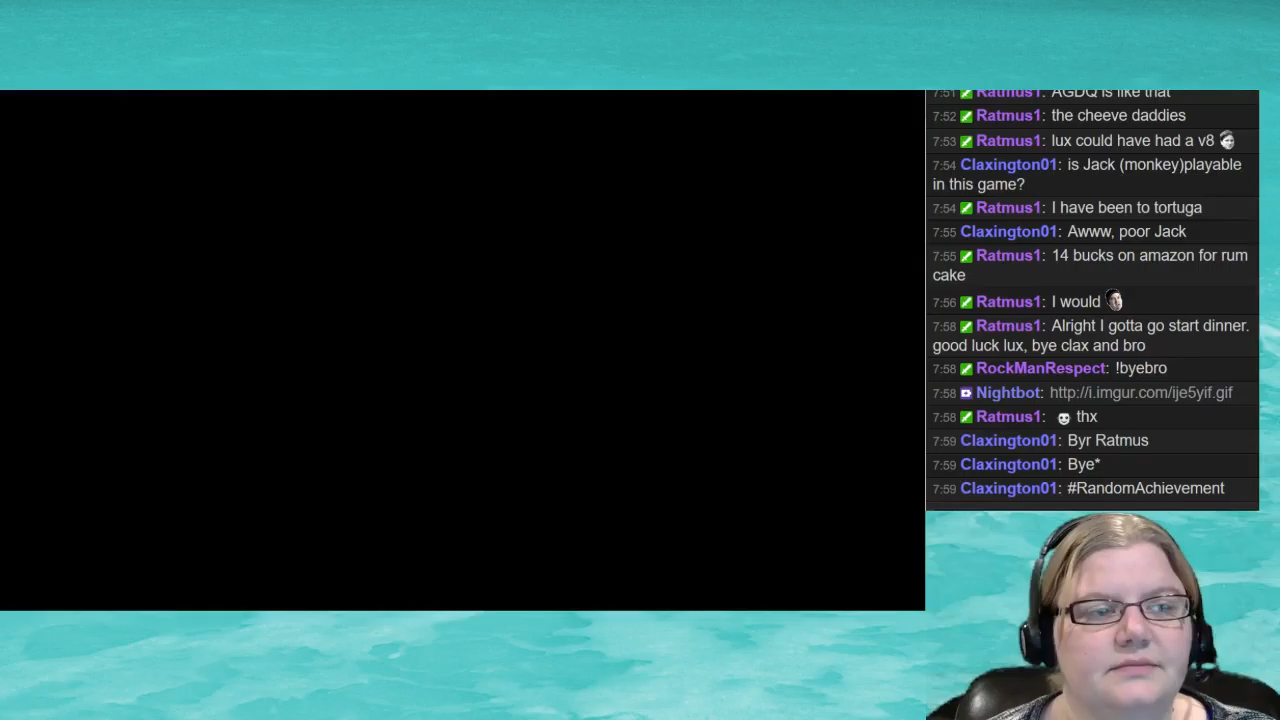 7:51 Ratmus1: AGDQ is like that
7:52 Ratmus1: the cheeve daddies
7:53 Ratmus1: lux could have had a v8
7:54 Claxington01: is Jack (monkey)playable
in this game?
7:54 Ratmus1: I have been to tortuga
7:55 Claxington01: Awww, poor Jack
7:55 Ratmus1: 14 bucks on amazon for rum
cake
7:56 Ratmus1: I would
7:58 Ratmus1: Alright I gotta go start dinner.
good luck lux, bye clax and bro
7:58 RockManRespect: !byebro
7:58 Nightbot: http://i.imgur.com/ije5yif.gif
7:58 Ratmus1: thx
7:59 Claxington01: Byr Ratmus
7:59 Claxington01: Bye*
7:59 Claxington01: #RandomAchievement